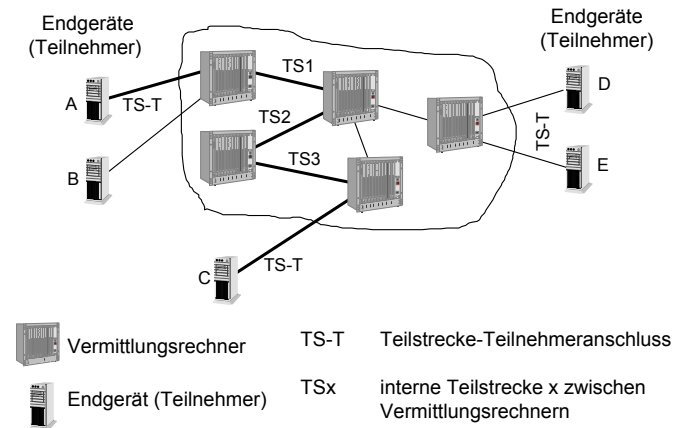 Endgeräte
(Teilnehmer)
Endgeräte
(Teilnehmer)
A
TS-T
TS1
D
TS2
TS-T
B
TS3
E
C
TS-T
Vermittlungsrechner
TS-T Teilstrecke-Teilnehmeranschluss
Endgerät (Teilnehmer)
TSx interne Teilstrecke x zwischen
Vermittlungsrechnern